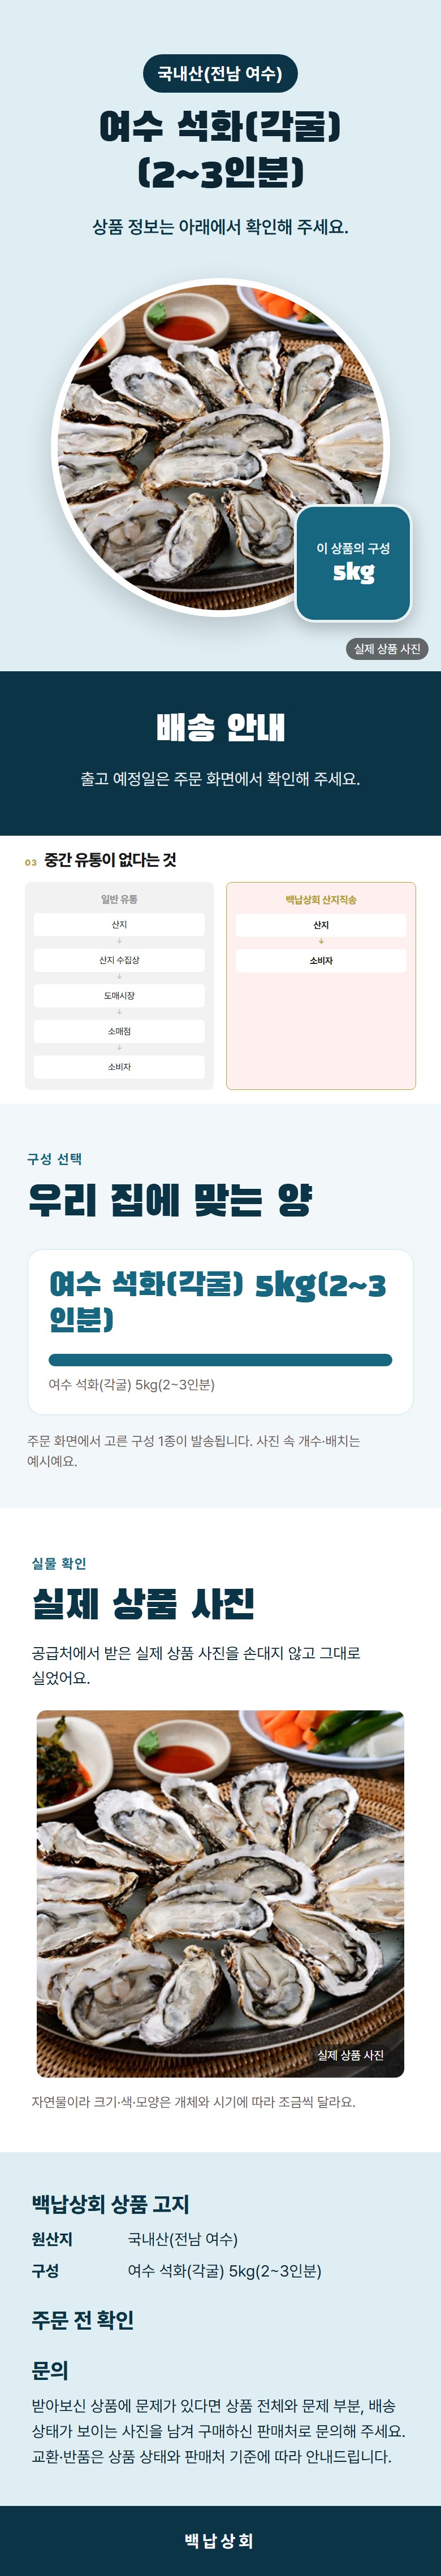 국내산(전남 여수)
여수 석화(각굴)
(2~3인분)
상품 정보는 아래에서 확인해 주세요.
이 상품의 구성
5kg
실제 상품 사진
배송 안내
출고 예정일은 주문 화면에서 확인해 주세요.
03 중간 유통이 없다는 것
일반 유통
산지
↓
산지 수집상
↓
도매시장
↓
소매점
↓
소비자
백납상회 산지직송
산지
↓
소비자
구성 선택
우리 집에 맞는 양
여수 석화(각굴) 5kg(2~3
인분)
여수 석화(각굴) 5kg(2~3인분)
주문 화면에서 고른 구성 1종이 발송됩니다. 사진 속 개수·배치는
예시예요.
실물 확인
실제 상품 사진
공급처에서 받은 실제 상품 사진을 손대지 않고 그대로
실었어요.
실제 상품 사진
자연물이라 크기·색·모양은 개체와 시기에 따라 조금씩 달라요.
백납상회 상품 고지
원산지 국내산(전남 여수)
구성 여수 석화(각굴) 5kg(2~3인분)
주문 전 확인
문의
받아보신 상품에 문제가 있다면 상품 전체와 문제 부분, 배송
상태가 보이는 사진을 남겨 구매하신 판매처로 문의해 주세요.
교환·반품은 상품 상태와 판매처 기준에 따라 안내드립니다.
백납상회